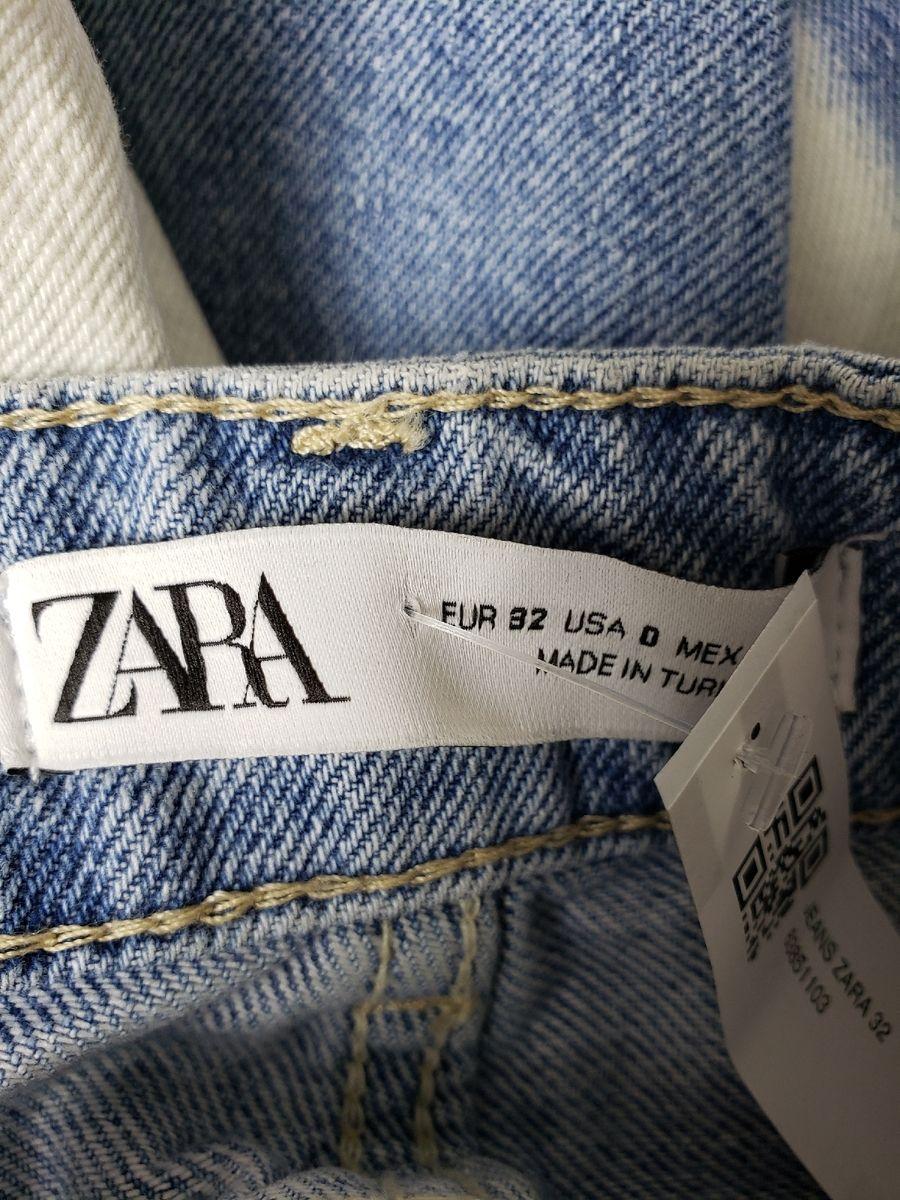 ZARA
EUR 32 USA 0 MEX
MADE IN TUR
JEANS ZARA 32